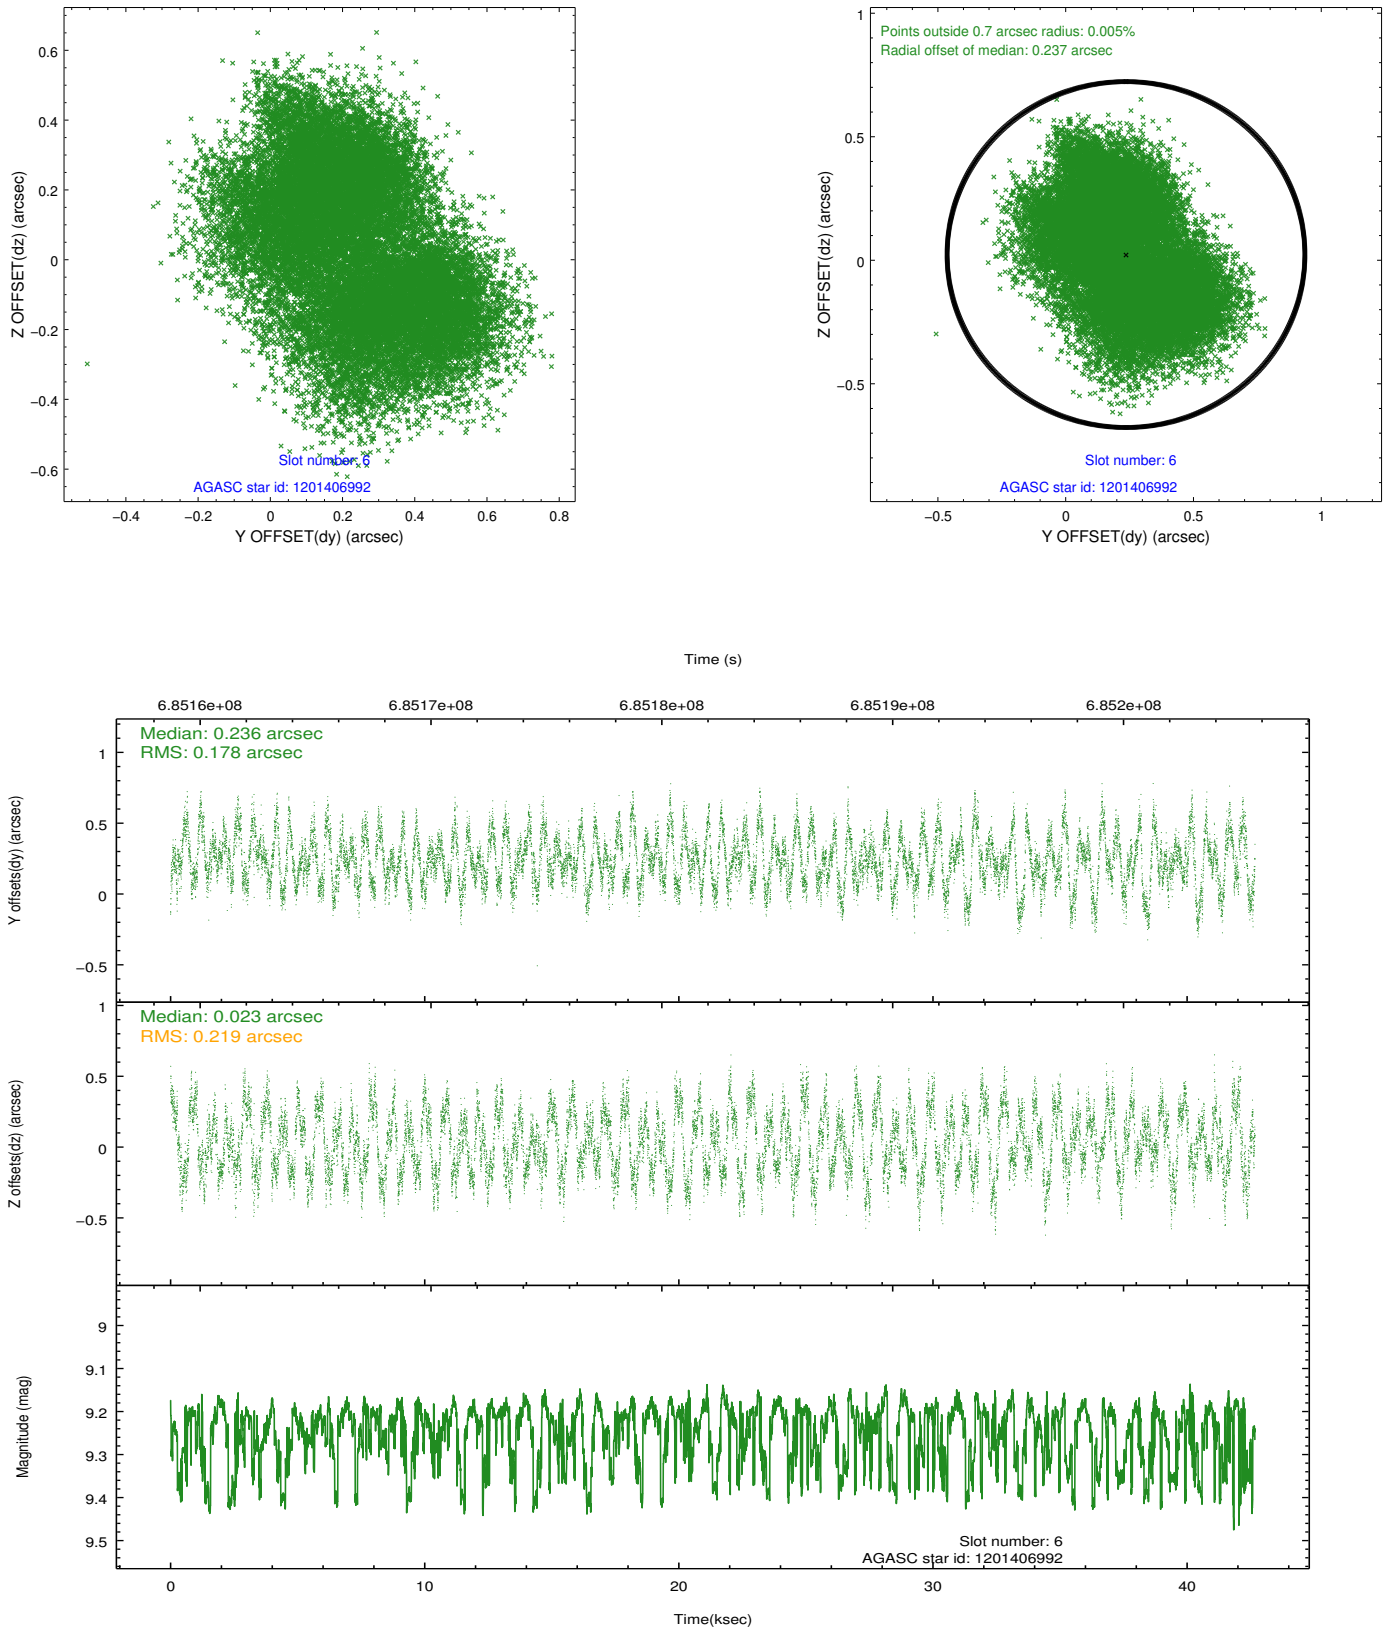 0.6
0.4
0.2
0
−0.2
−0.4
−0.6
Z OFFSET(dz) (arcsec)
Slot number: 6
AGASC star id: 1201406992
−0.4 −0.2 0 0.2 0.4 0.6 0.8
Y OFFSET(dy) (arcsec)
Points outside 0.7 arcsec radius: 0.005%
Radial offset of median: 0.237 arcsec
1
0.5
0
−0.5
Z OFFSET(dz) (arcsec)
Slot number: 6
AGASC star id: 1201406992
−0.5 0 0.5 1
Y OFFSET(dy) (arcsec)
Time (s)
6.8516e+08 6.8517e+08 6.8518e+08 6.8519e+08 6.852e+08
Median: 0.236 arcsec
RMS: 0.178 arcsec
1
0.5
0
−0.5
Y offsets(dy) (arcsec)
Median: 0.023 arcsec
RMS: 0.219 arcsec
1
0.5
0
−0.5
Z offsets(dz) (arcsec)
9
9.1
9.2
9.3
9.4
9.5
Magnitude (mag)
Slot number: 6
AGASC star id: 1201406992
0 10 20 30 40
Time(ksec)